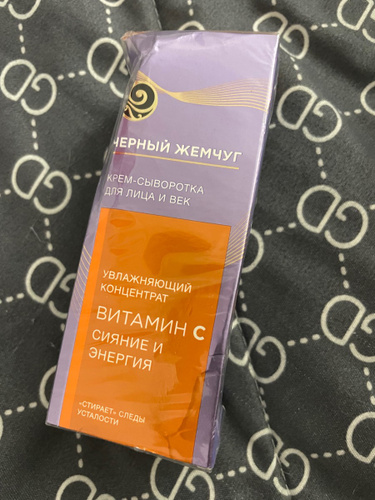 ЧЕРНЫЙ ЖЕМЧУГ
КРЕМ-СЫВОРОТКА
ДЛЯ ЛИЦА И ВЕК
УВЛАЖНЯЮЩИЙ
КОНЦЕНТРАТ
ВИТАМИН С
СИЯНИЕ И
ЭНЕРГИЯ
«СТИРАЕТ» СЛЕДЫ
УСТАЛОСТИ